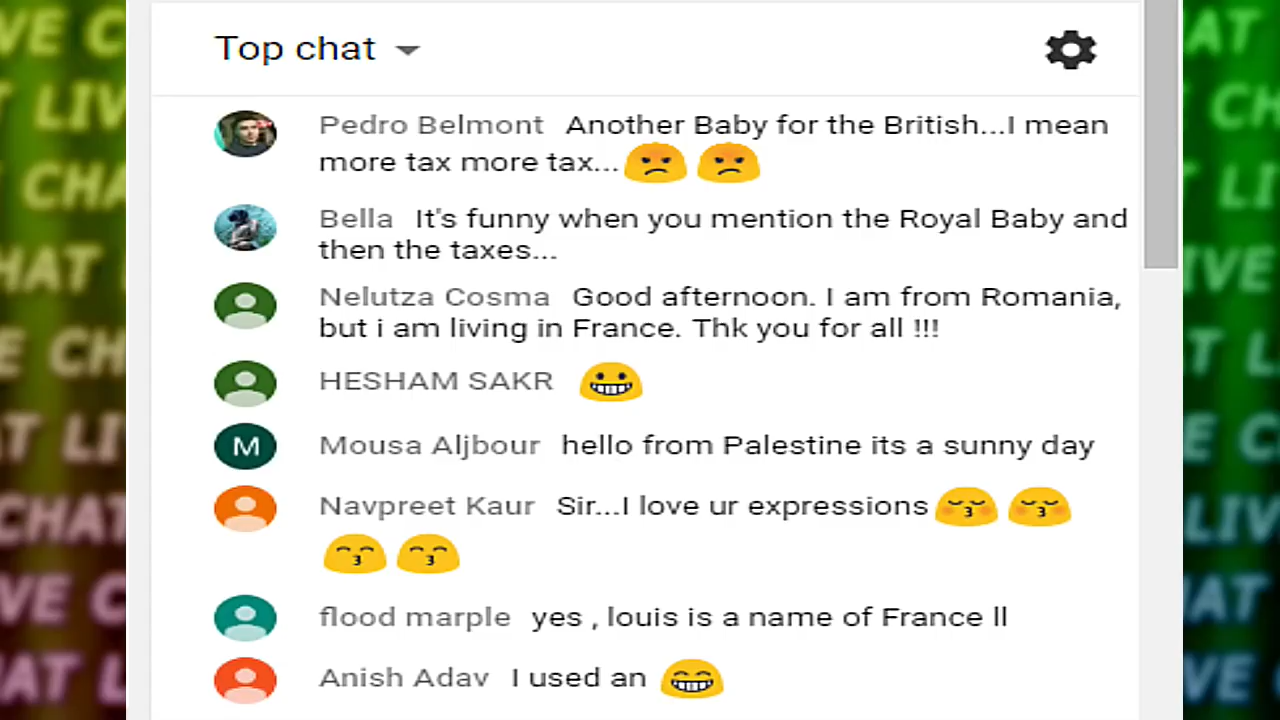 Top chat
Pedro Belmont Another Baby for the British...I mean
more tax more tax...
Bella It's funny when you mention the Royal Baby and
then the taxes...
Nelutza Cosma Good afternoon. I am from Romania,
but i am living in France. Thk you for all !!!
HESHAM SAKR
M Mousa Aljbour hello from Palestine its a sunny day
Navpreet Kaur Sir...I love ur expressions
flood marple yes , louis is a name of France ll
Anish Adav I used an